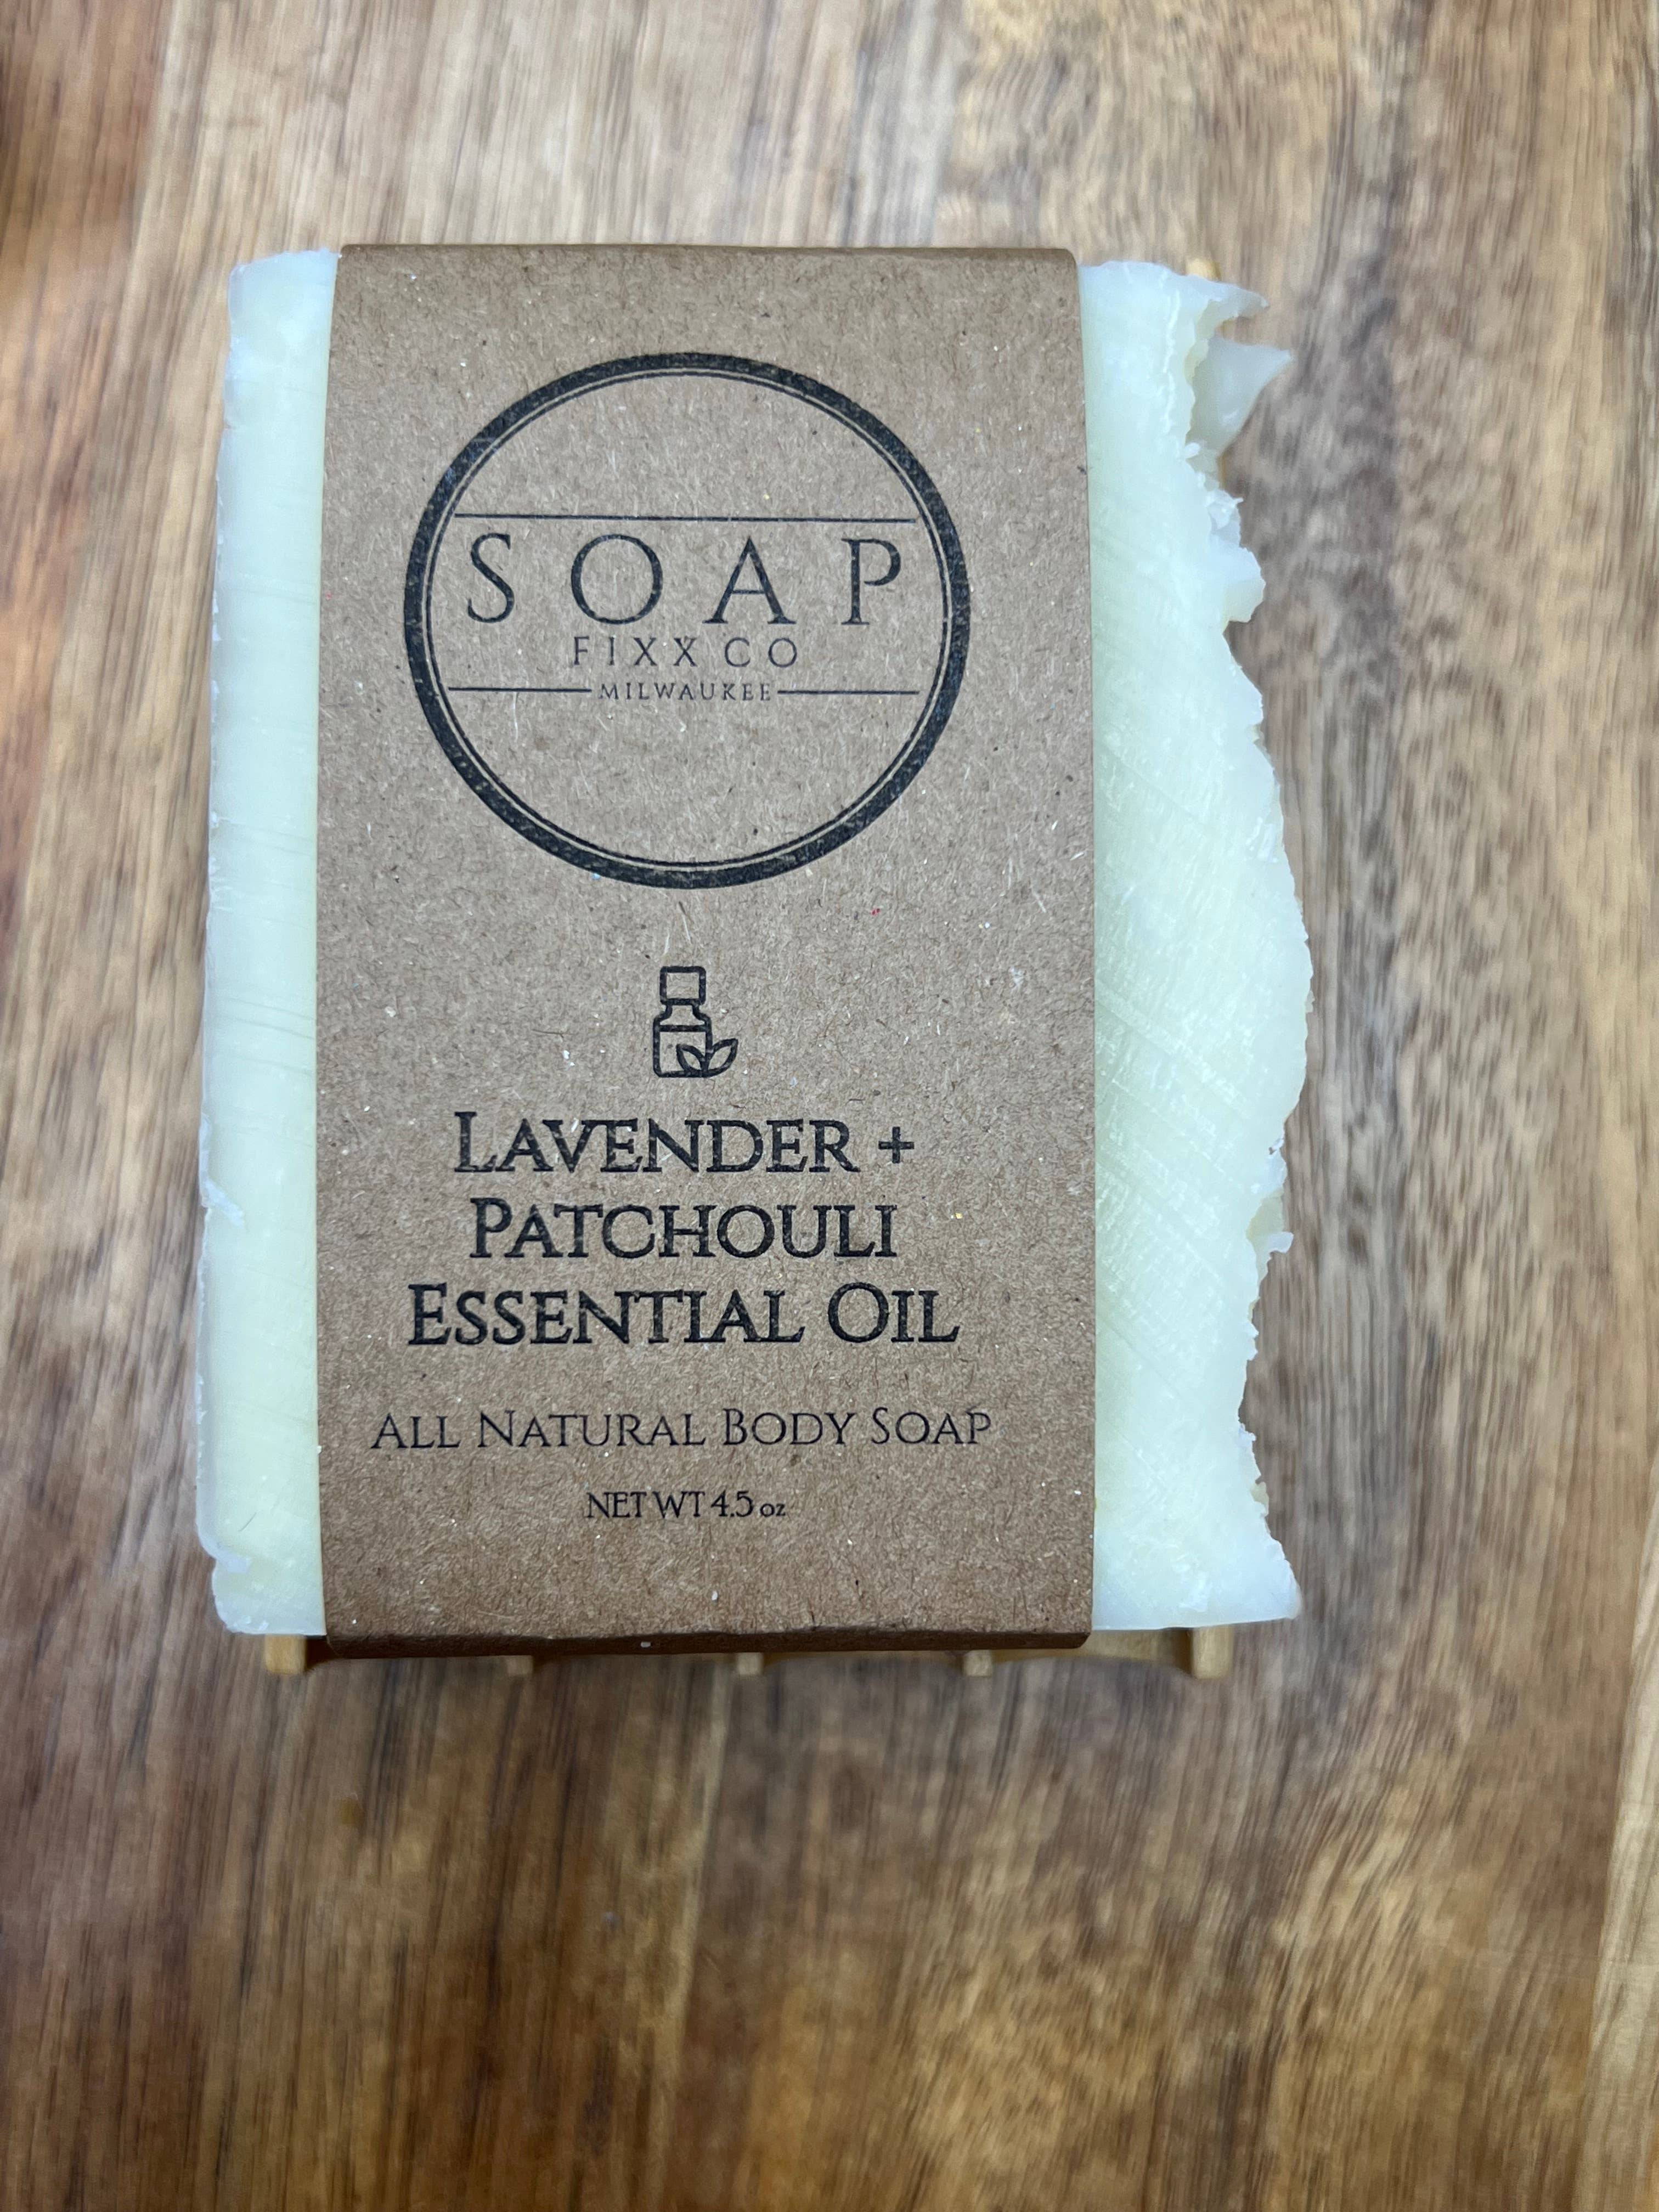 SOAP
FIXX CO
MILWAUKEE
LAVENDER +
PATCHOULI
ESSENTIAL OIL
ALL NATURAL BODY SOAP
NET WT 4.5 oz